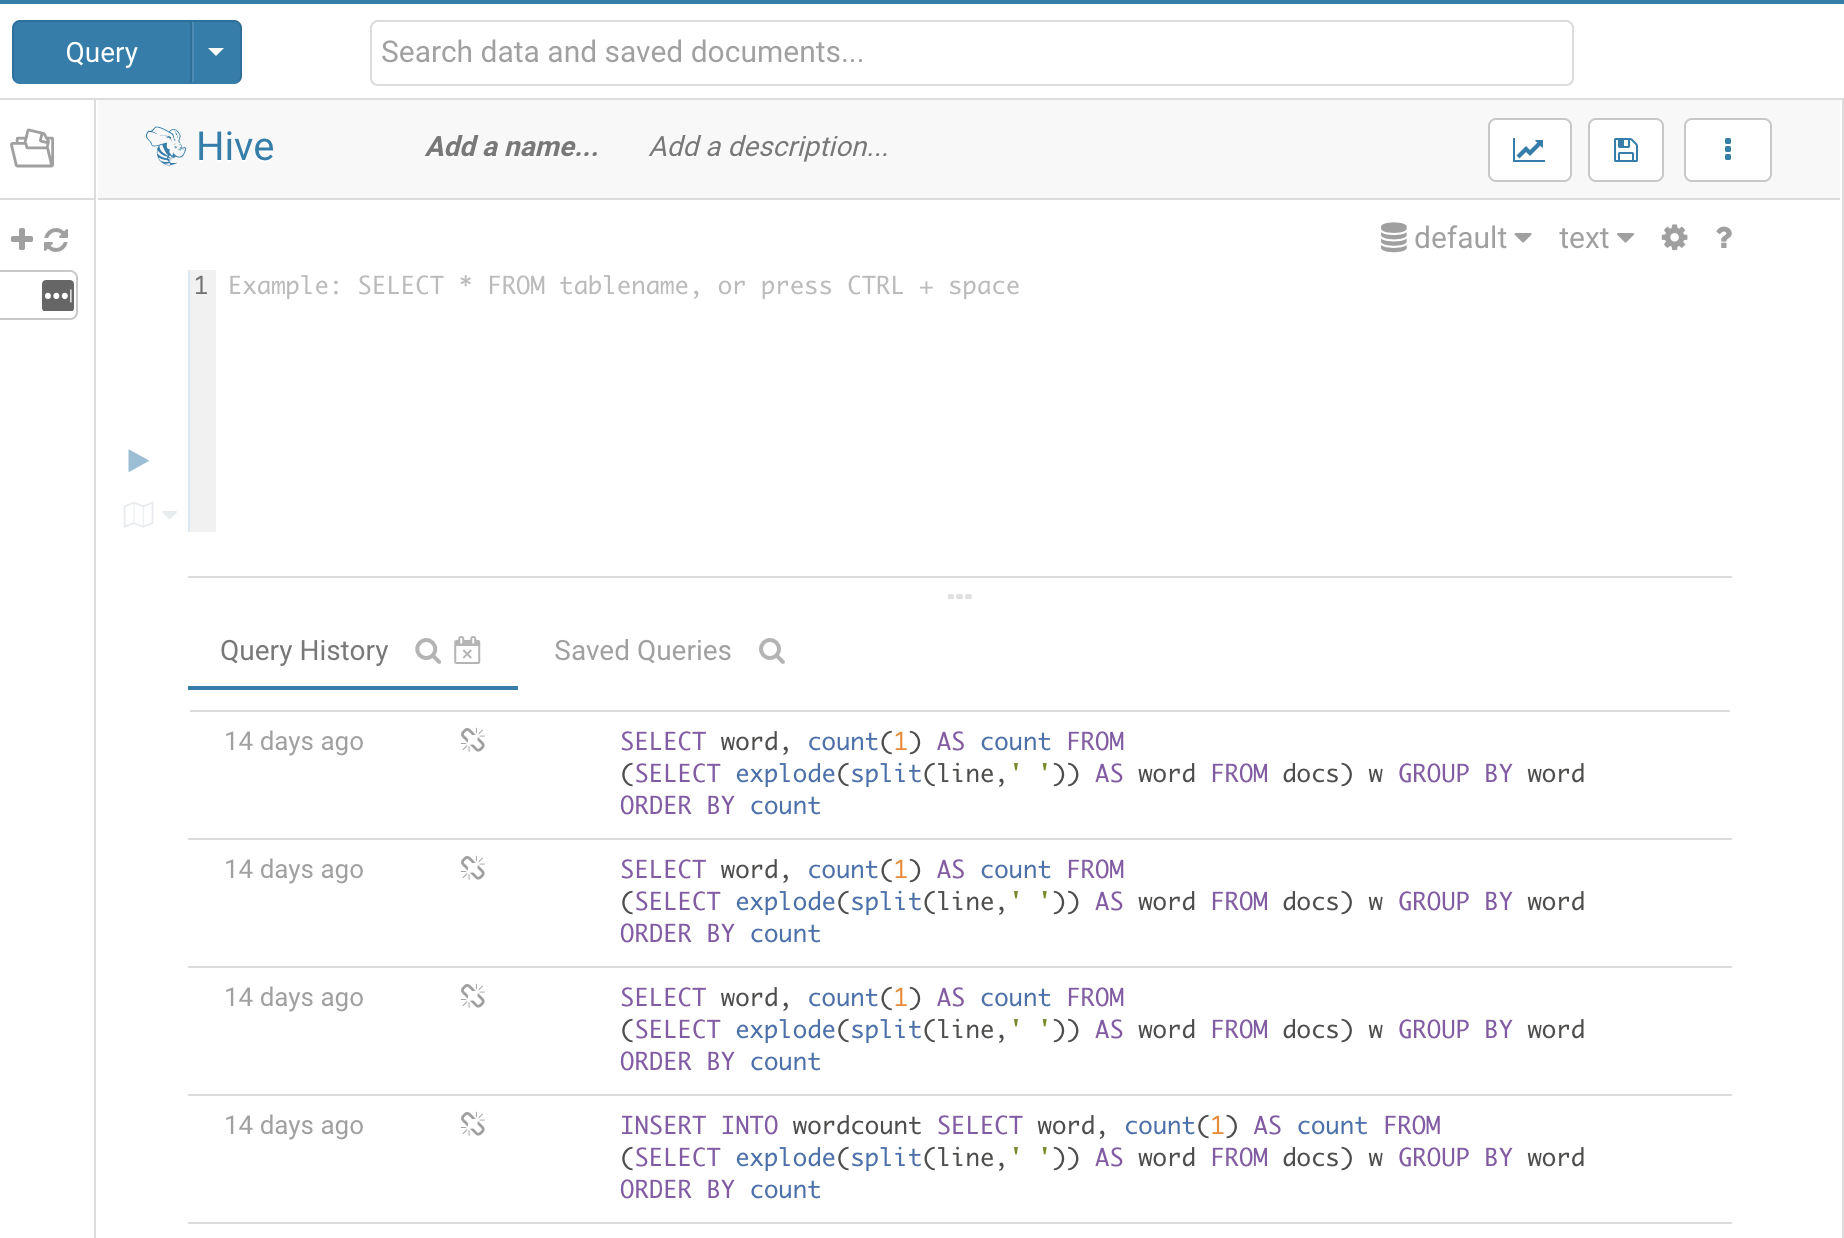 Query
Search data and saved documents...
Hive
Add a name...
Add a description...
default
text
?
1 Example: SELECT * FROM tablename, or press CTRL + space
Query History
Saved Queries
14 days ago
SELECT word, count(1) AS count FROM
(SELECT explode(split(line,' ')) AS word FROM docs) w GROUP BY word
ORDER BY count
14 days ago
SELECT word, count(1) AS count FROM
(SELECT explode(split(line,' ')) AS word FROM docs) w GROUP BY word
ORDER BY count
14 days ago
SELECT word, count(1) AS count FROM
(SELECT explode(split(line,' ')) AS word FROM docs) w GROUP BY word
ORDER BY count
14 days ago
INSERT INTO wordcount SELECT word, count(1) AS count FROM
(SELECT explode(split(line,' ')) AS word FROM docs) w GROUP BY word
ORDER BY count